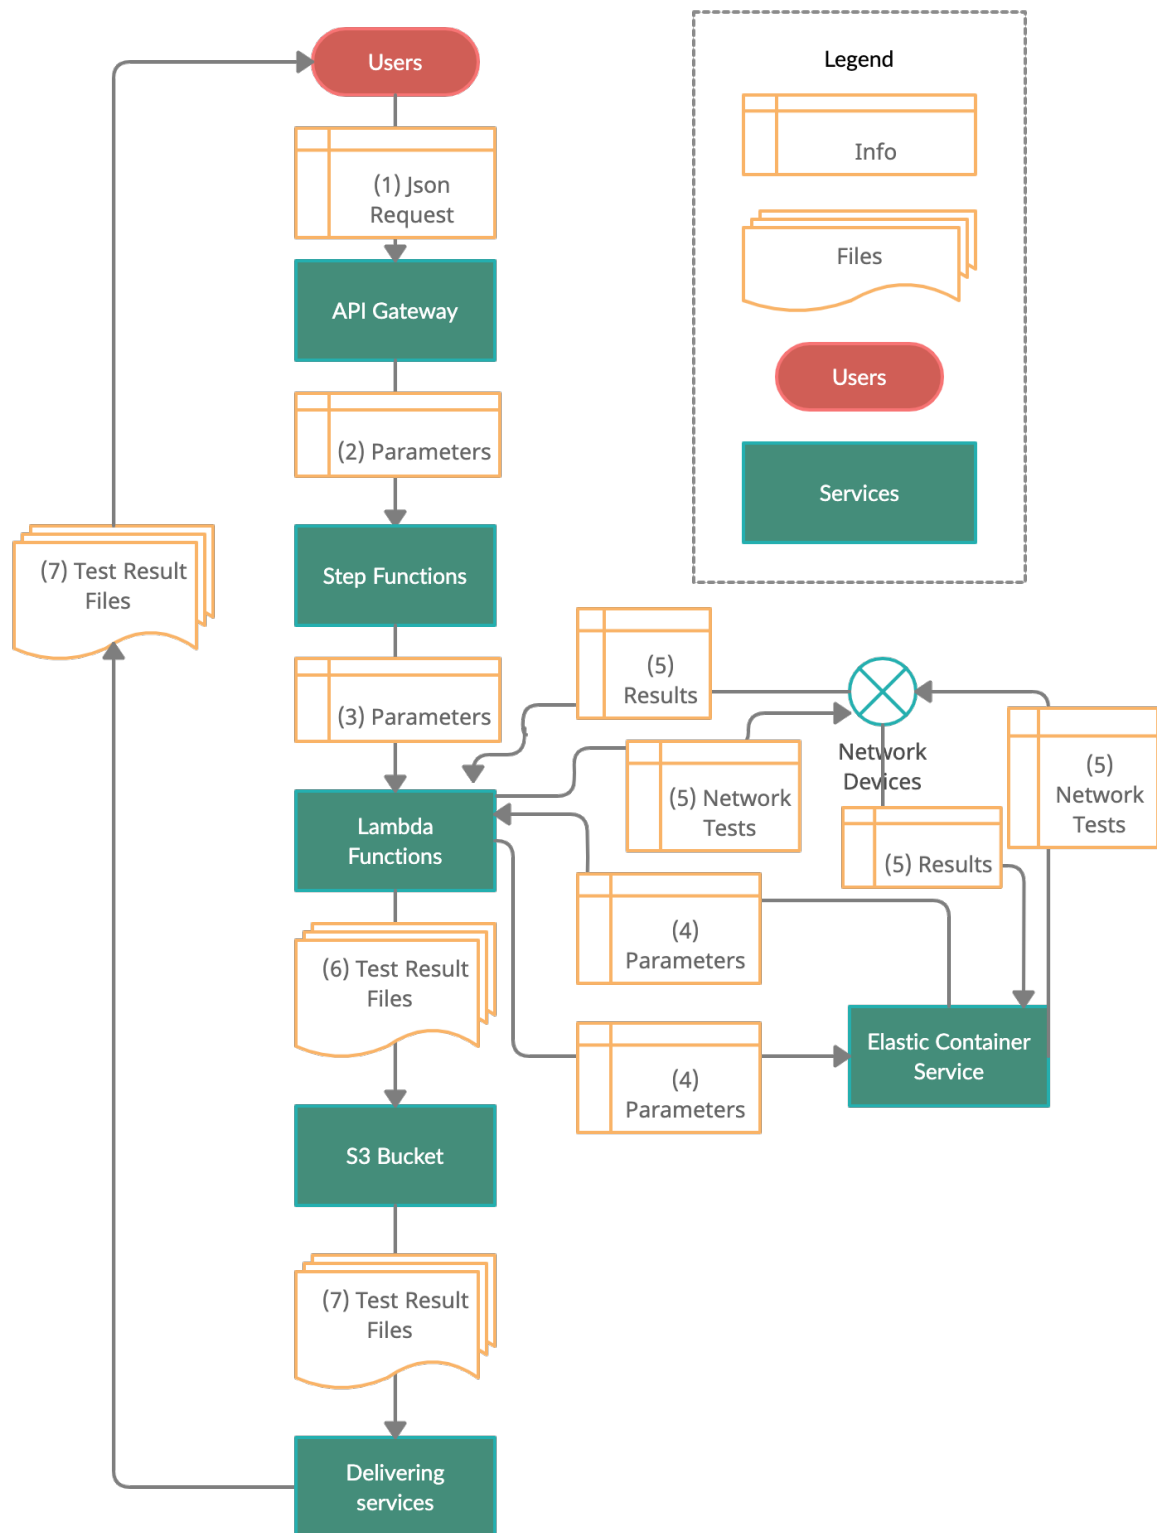 Users
(1) Json
Request
API Gateway
(2) Parameters
Step Functions
(3) Parameters
Lambda
Functions
(6) Test Result
Files
S3 Bucket
(7) Test Result
Files
Delivering
services
(7) Test Result
Files
Legend
Info
Files
Users
Services
(5)
Results
(5) Network
Tests
Network
Devices
(5)
Network
Tests
(5) Results
(4)
Parameters
(4)
Parameters
Elastic Container
Service